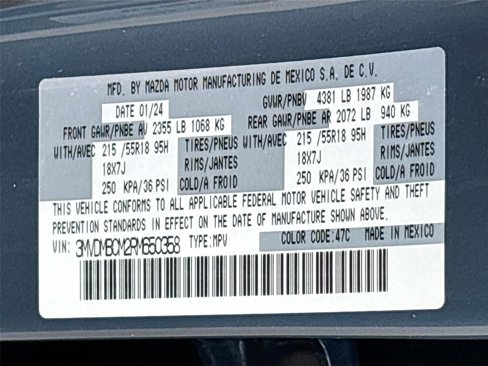 MFD. BY MAZDA MOTOR MANUFACTURING DE MEXICO S.A. DE C.V.
DATE 01/24 GVWR/PNBV 4381 LB 1987 KG
FRONT GAWR/PNBE AV 2355 LB 1068 KG REAR GAWR/PNBE AR 2072 LB 940 KG
WITH/AVEC 215 /55R18 95H TIRES/PNEUS WITH/AVEC 215 /55R18 95H TIRES/PNEUS
18X7J RIMS/JANTES 18X7J RIMS/JANTES
250 KPA/36 PSI COLD/A FROID 250 KPA/36 PSI COLD/A FROID
THIS VEHICLE CONFORMS TO ALL APPLICABLE FEDERAL MOTOR VEHICLE SAFETY AND THEFT
PREVENTION STANDARDS IN EFFECT ON THE DATE OF MANUFACTURE SHOWN ABOVE.
VIN: 3MVDMBCM2RM650358 TYPE: MPV COLOR CODE: 47C MADE IN MEXICO